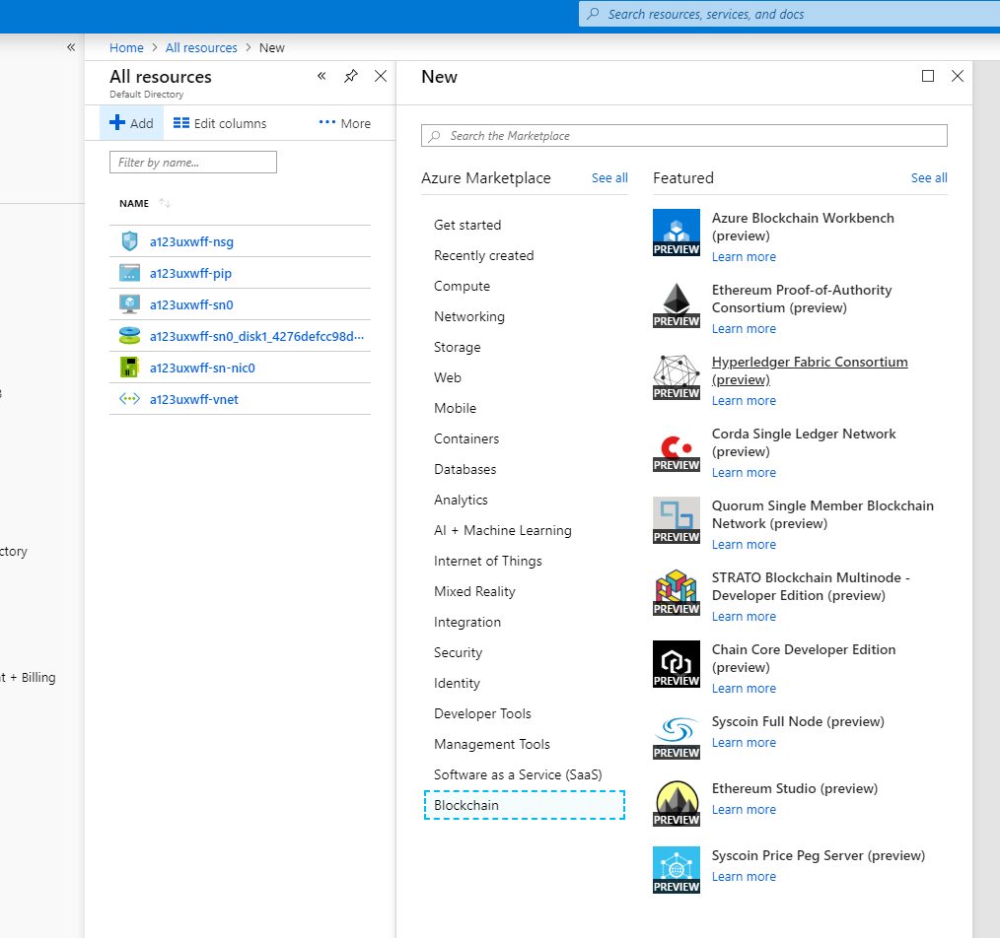 Search resources, services, and docs
Home > All resources > New
All resources
Default Directory
Add
Edit columns
More
Filter by name...
NAME
a123uxwff-nsg
a123uxwff-pip
a123uxwff-sn0
a123uxwff-sn0_disk1_4276defcc98d...
a123uxwff-sn-nic0
a123uxwff-vnet
ctory
t + Billing
New
Search the Marketplace
Azure Marketplace
See all
Get started
Recently created
Compute
Networking
Storage
Web
Mobile
Containers
Databases
Analytics
AI + Machine Learning
Internet of Things
Mixed Reality
Integration
Security
Identity
Developer Tools
Management Tools
Software as a Service (SaaS)
Blockchain
Featured
See all
PREVIEW
Azure Blockchain Workbench
(preview)
Learn more
PREVIEW
Ethereum Proof-of-Authority
Consortium (preview)
Learn more
PREVIEW
Hyperledger Fabric Consortium
(preview)
Learn more
PREVIEW
Corda Single Ledger Network
(preview)
Learn more
PREVIEW
Quorum Single Member Blockchain
Network (preview)
Learn more
PREVIEW
STRATO Blockchain Multinode -
Developer Edition (preview)
Learn more
PREVIEW
Chain Core Developer Edition
(preview)
Learn more
PREVIEW
Syscoin Full Node (preview)
Learn more
PREVIEW
Ethereum Studio (preview)
Learn more
PREVIEW
Syscoin Price Peg Server (preview)
Learn more